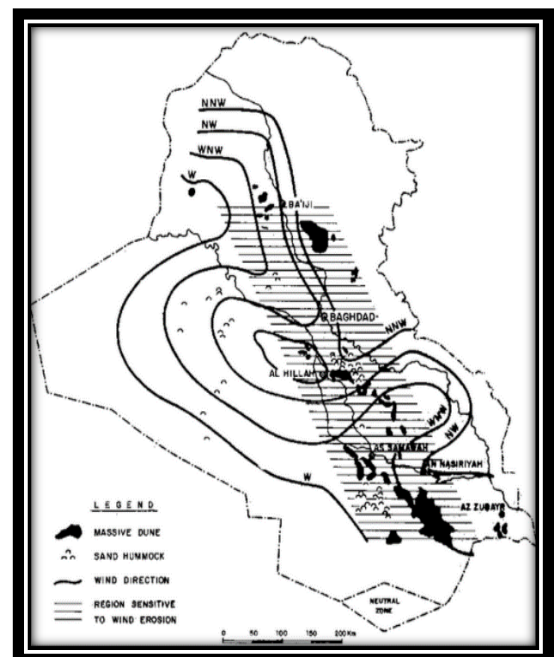 NNW
NW
WNW
W
BA'IJI
BAGHDAD
NNW
AL HILLAH
WNW
NW
AS SAMAWAH
AN NASIRIYAH
W
AZ ZUBAYR
LEGEND
MASSIVE DUNE
SAND HUMMOCK
WIND DIRECTION
REGION SENSITIVE
TO WIND EROSION
NEUTRAL
ZONE
0 50 100 150 200 Km